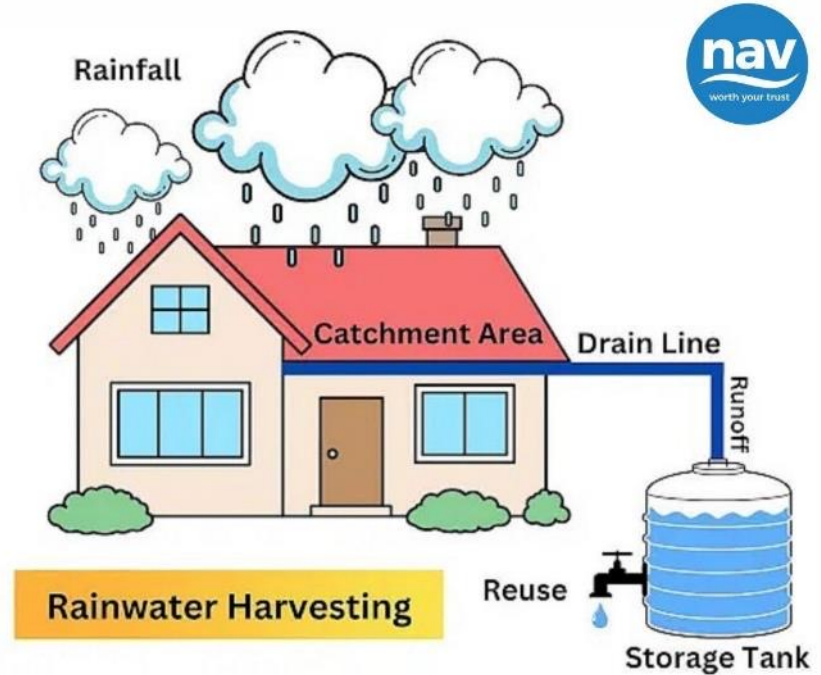 nav
worth your trust
Rainfall
Catchment Area
Drain Line
Runoff
Reuse
Rainwater Harvesting
Storage Tank